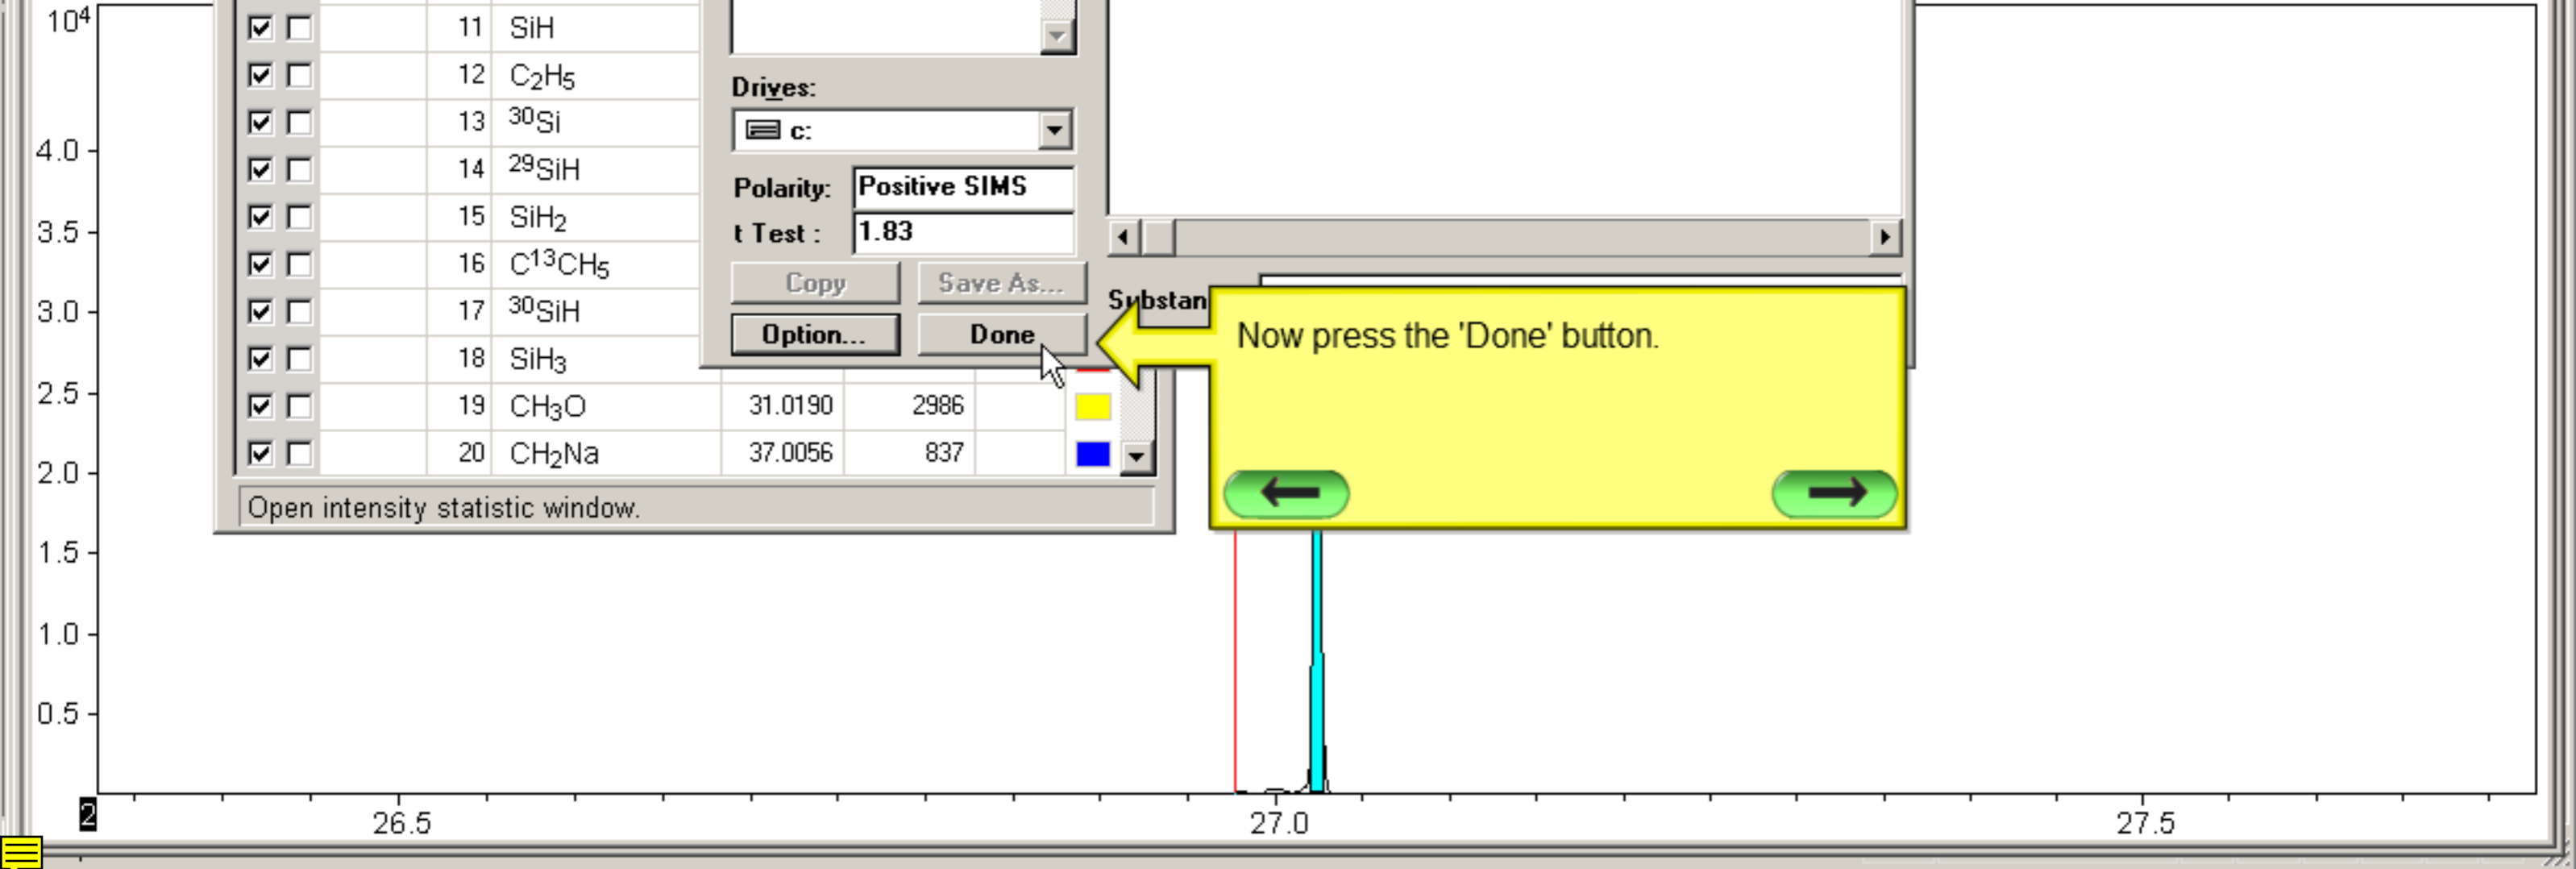 10⁴
11 SiH
12 C₂H₅
Drives:
13 ³⁰Si
c:
4.0
14 ²⁹SiH
Polarity: Positive SIMS
15 SiH₂
3.5
t Test : 1.83
16 C¹³CH₅
Copy Save As...
Substan
17 ³⁰SiH
3.0
Option... Done
Now press the 'Done' button.
18 SiH₃
2.5
19 CH₃O 31.0190 2986
20 CH₂Na 37.0056 837
2.0
Open intensity statistic window.
1.5
1.0
0.5
2
26.5 27.0 27.5